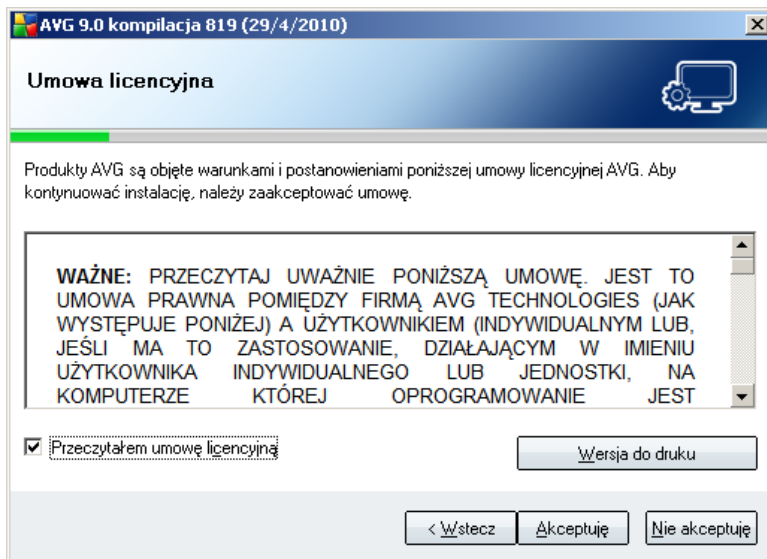 AVG 9.0 kompilacja 819 (29/4/2010)
Umowa licencyjna
Produkty AVG są objęte warunkami i postanowieniami poniższej umowy licencyjnej AVG. Aby
kontynuować instalację, należy zaakceptować umowę.
WAŻNE: PRZECZYTAJ UWAŻNIE PONIŻSZĄ UMOWĘ. JEST TO
UMOWA PRAWNA POMIĘDZY FIRMĄ AVG TECHNOLOGIES (JAK
WYSTĘPUJE PONIŻEJ) A UŻYTKOWNIKIEM (INDYWIDUALNYM LUB,
JEŚLI MA TO ZASTOSOWANIE, DZIAŁAJĄCYM W IMIENIU
UŻYTKOWNIKA INDYWIDUALNEGO LUB JEDNOSTKI, NA
KOMPUTERZE KTÓREJ OPROGRAMOWANIE JEST
Przeczytałem umowę licencyjną
Wersja do druku
< Wstecz
Akceptuję
Nie akceptuję